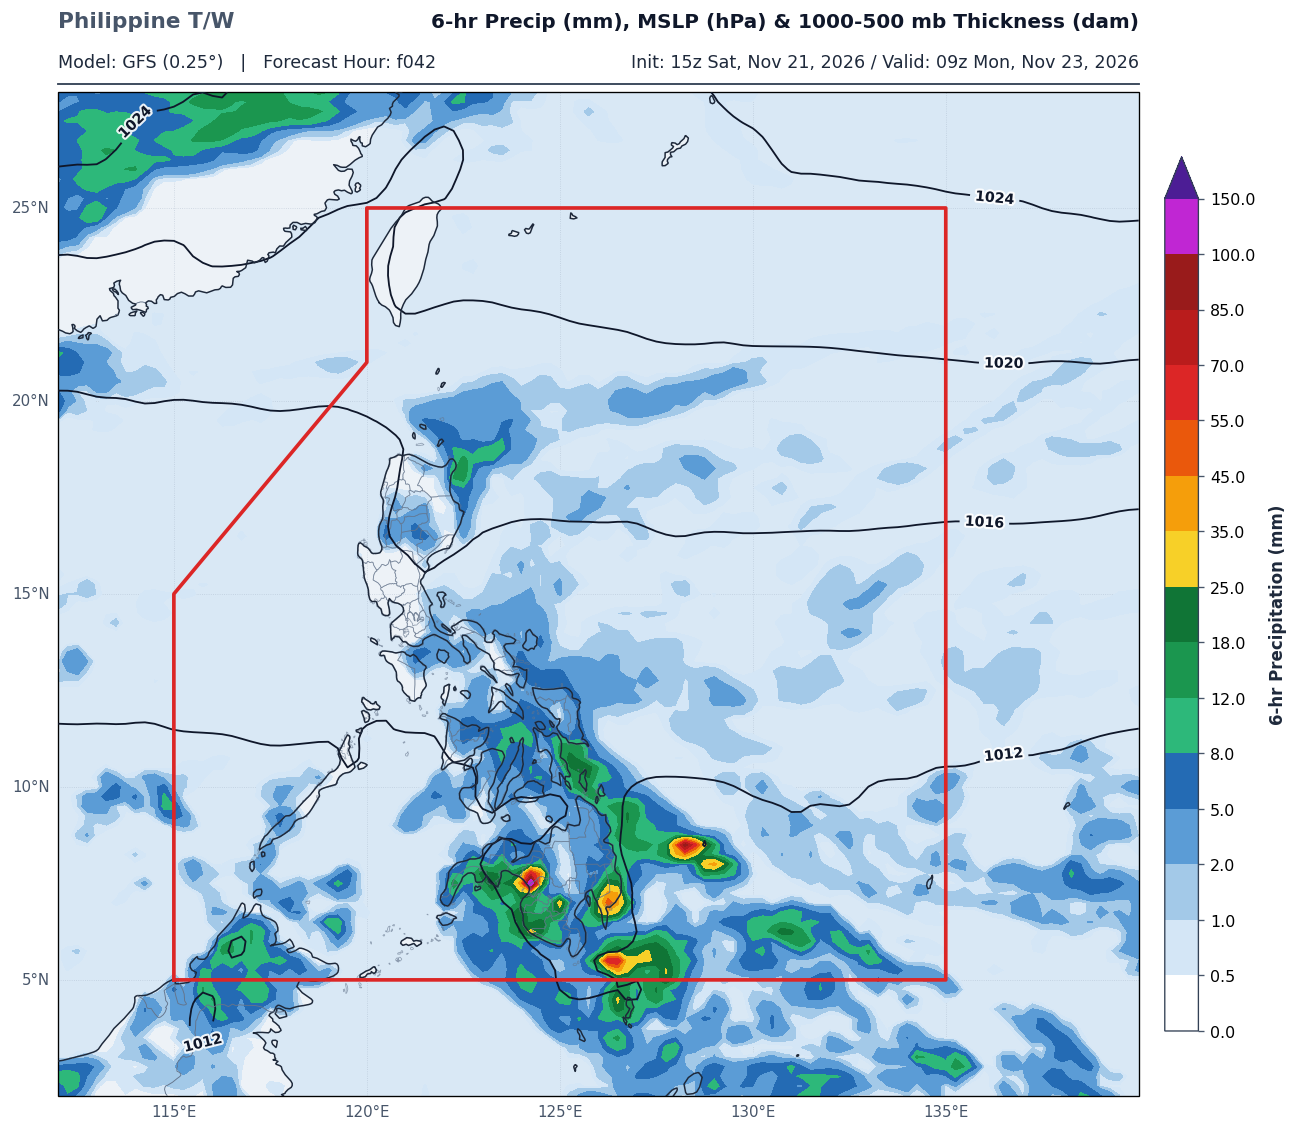 Philippine T/W
6-hr Precip (mm), MSLP (hPa) & 1000-500 mb Thickness (dam)
Model: GFS (0.25°) | Forecast Hour: f042
Init: 15z Sat, Nov 21, 2026 / Valid: 09z Mon, Nov 23, 2026
1024
1024
1020
1016
1012
1012
25°N
20°N
15°N
10°N
5°N
115°E
120°E
125°E
130°E
135°E
150.0
100.0
85.0
70.0
55.0
45.0
35.0
25.0
18.0
12.0
8.0
5.0
2.0
1.0
0.5
0.0
6-hr Precipitation (mm)